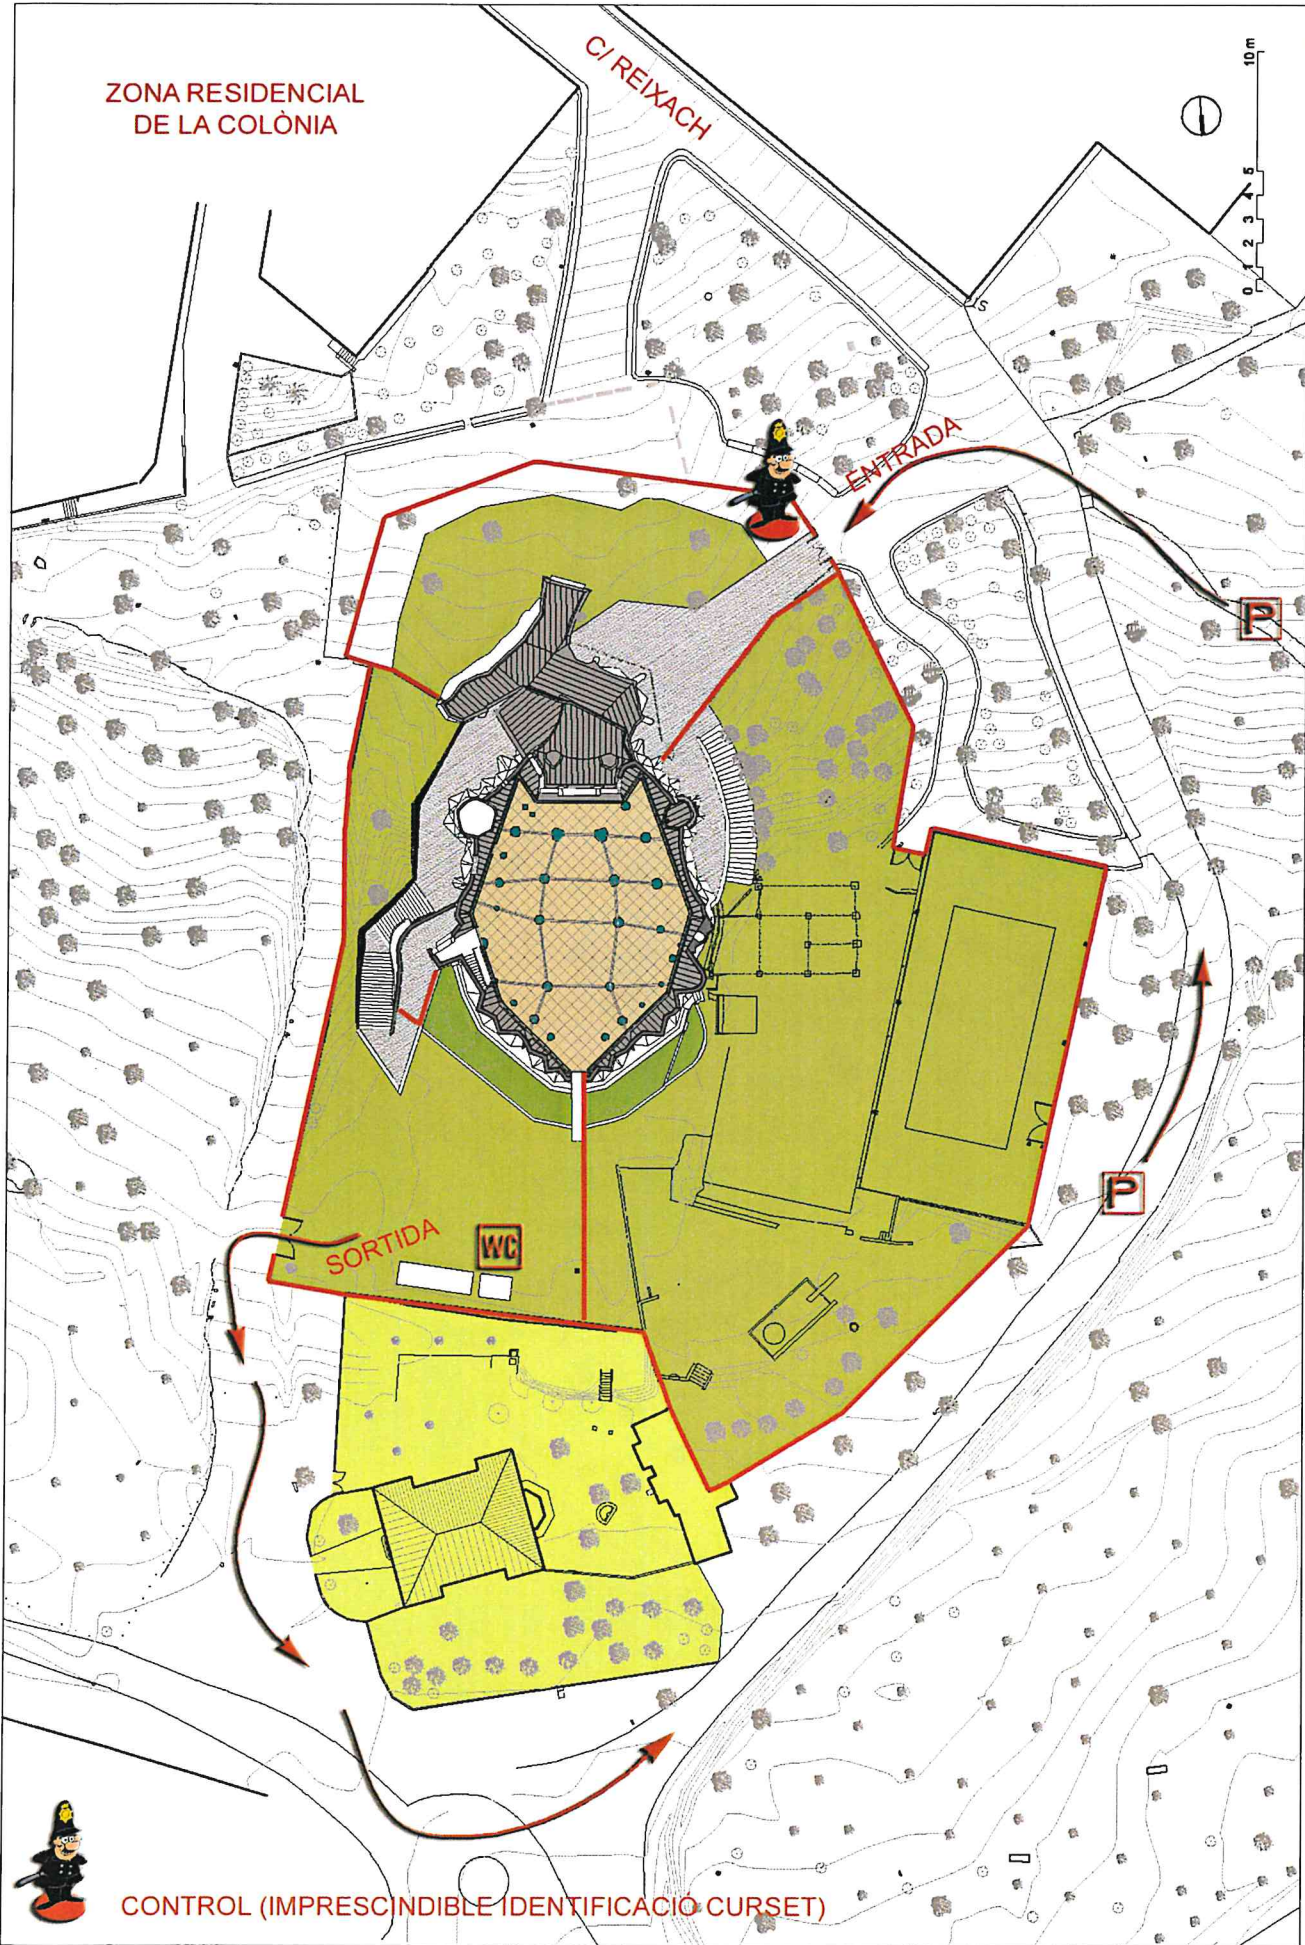 ZONA RESIDENCIAL
DE LA COLÒNIA
C/ REIXACH
10 m
5
4
3
2
1
0
S
ENTRADA
P
P
SORTIDA
WC
CONTROL (IMPRESCINDIBLE IDENTIFICACIÓ CURSET)